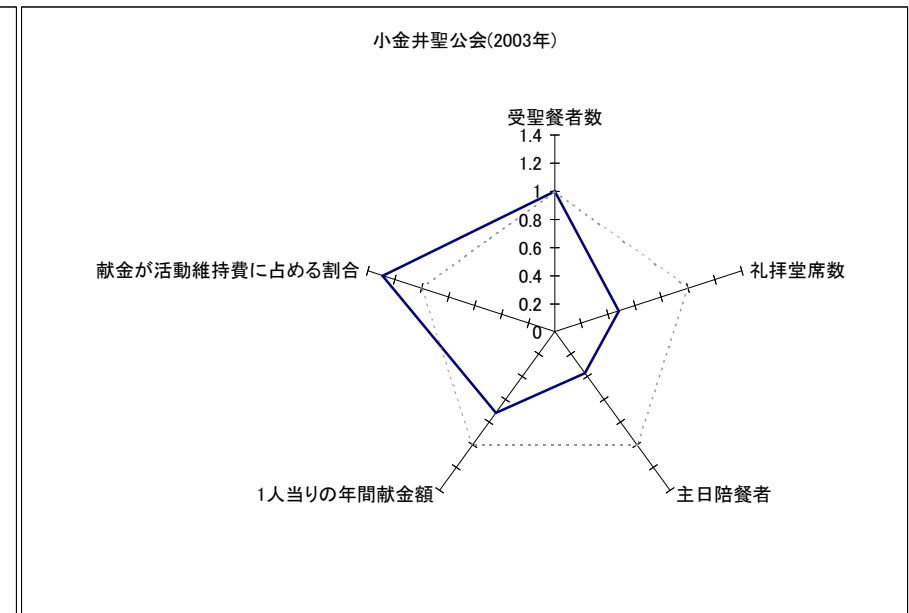 小金井聖公会(2003年)
受聖餐者数
1.4
1.2
1
0.8
0.6
0.4
0.2
0
献金が活動維持費に占める割合
礼拝堂席数
1人当りの年間献金額
主日陪餐者